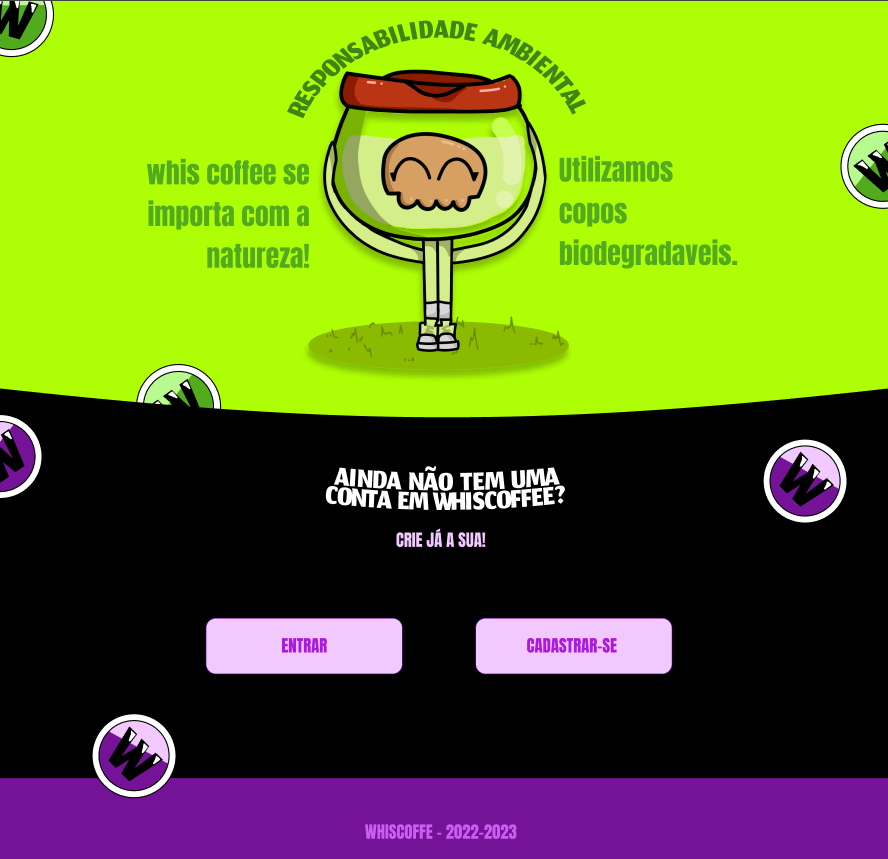 W
RESPONSABILIDADE AMBIENTAL
whis coffee se
importa com a
natureza!
Utilizamos
copos
biodegradaveis.
W
W
W
W
AINDA NÃO TEM UMA
CONTA EM WHISCOFFEE?
CRIE JÁ A SUA!
ENTRAR
CADASTRAR-SE
W
WHISCOFFE - 2022-2023